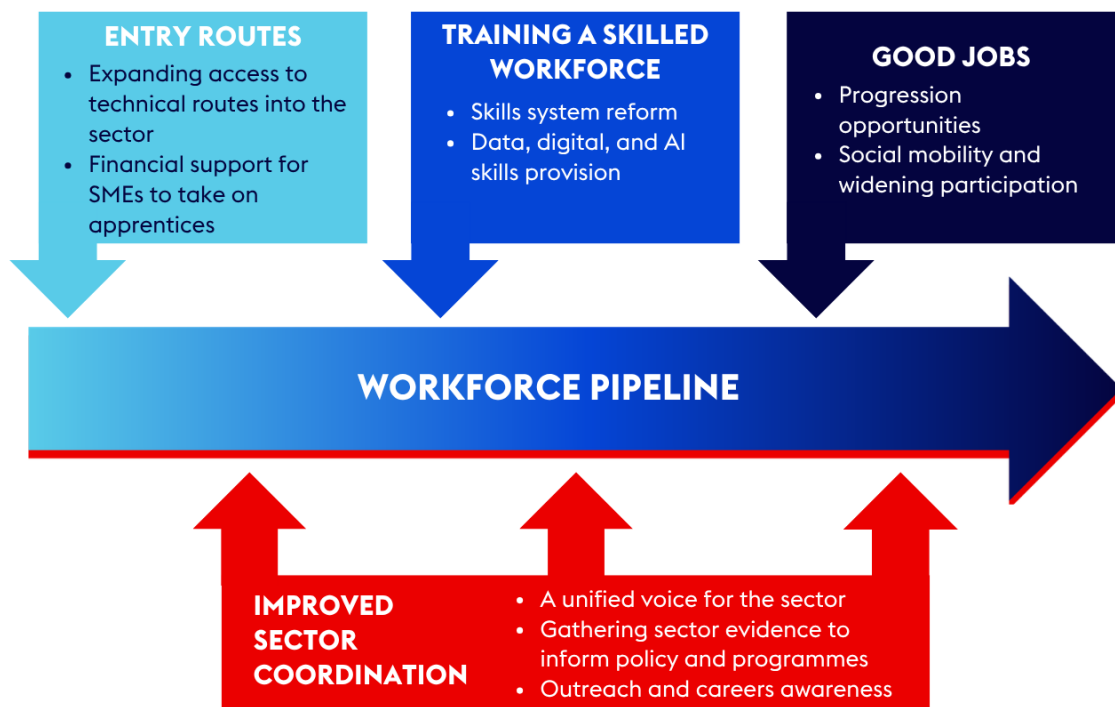 ENTRY ROUTES
• Expanding access to
technical routes into the
sector
• Financial support for
SMEs to take on
apprentices
TRAINING A SKILLED
WORKFORCE
• Skills system reform
• Data, digital, and AI
skills provision
GOOD JOBS
• Progression
opportunities
• Social mobility and
widening participation
WORKFORCE PIPELINE
IMPROVED
SECTOR
COORDINATION
• A unified voice for the sector
• Gathering sector evidence to
inform policy and programmes
• Outreach and careers awareness